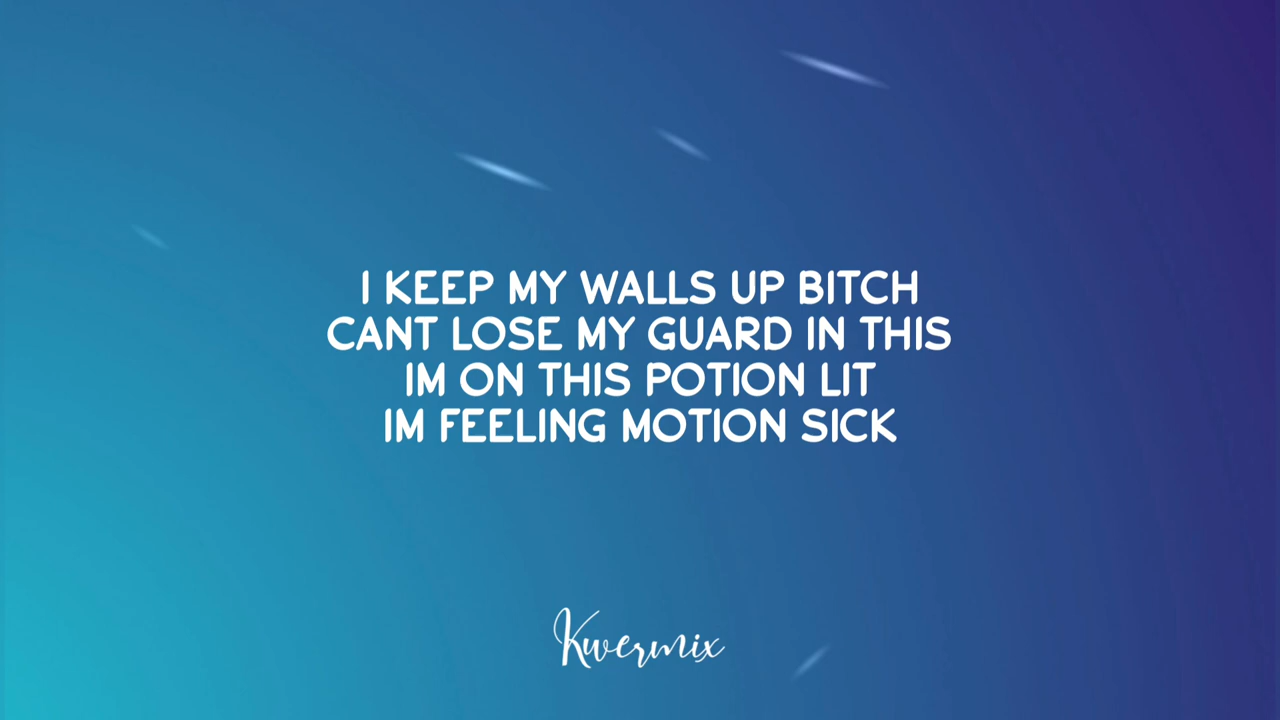 I KEEP MY WALLS UP BITCH
CANT LOSE MY GUARD IN THIS
IM ON THIS POTION LIT
IM FEELING MOTION SICK
Kwermix